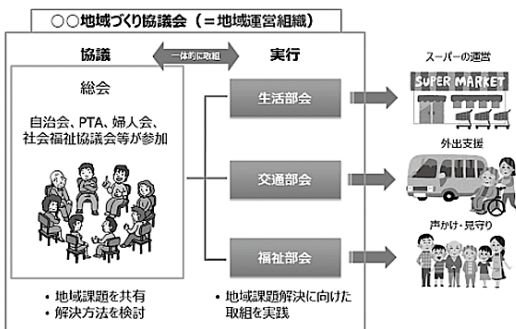 ○○地域づくり協議会（＝地域運営組織）
協議
一体的に取組
実行
総会
自治会、PTA、婦人会、
社会福祉協議会等が参加
・地域課題を共有
・解決方法を検討
生活部会
交通部会
福祉部会
・地域課題解決に向けた
取組を実践
スーパーの運営
SUPER MARKET
外出支援
声かけ・見守り